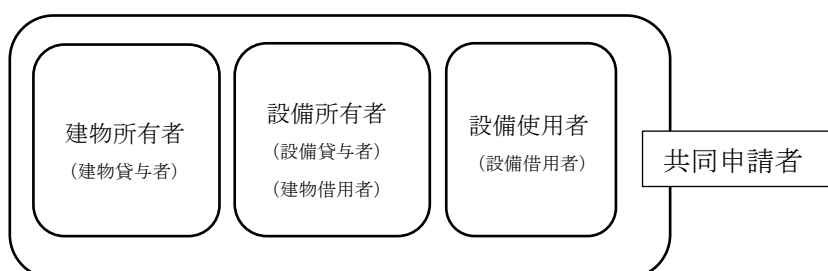 建物所有者
(建物貸与者)
設備所有者
(設備貸与者)
(建物借用者)
設備使用者
(設備借用者)
共同申請者